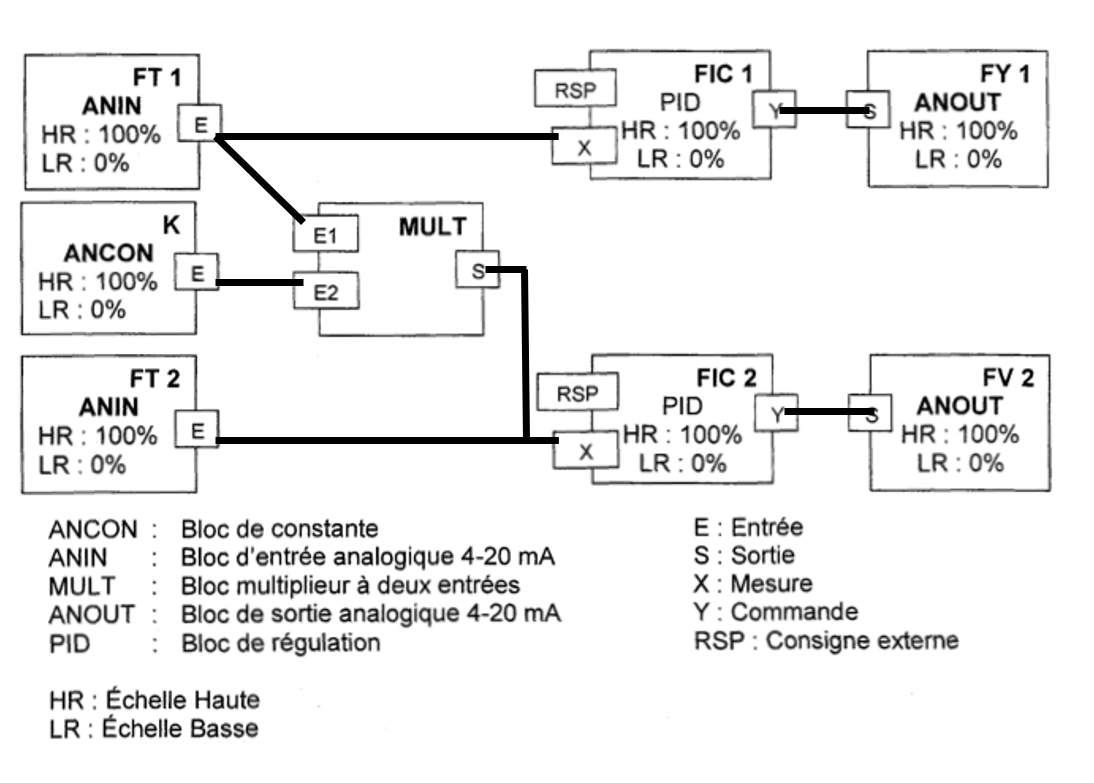 FT 1
ANIN
HR : 100%
LR : 0%
E
RSP
X
FIC 1
PID
HR : 100%
LR : 0%
Y
S
FY 1
ANOUT
HR : 100%
LR : 0%
K
ANCON
HR : 100%
LR : 0%
E
E1
E2
MULT
S
FT 2
ANIN
HR : 100%
LR : 0%
E
RSP
X
FIC 2
PID
HR : 100%
LR : 0%
Y
S
FV 2
ANOUT
HR : 100%
LR : 0%
ANCON : Bloc de constante
ANIN : Bloc d'entrée analogique 4-20 mA
MULT : Bloc multiplieur à deux entrées
ANOUT : Bloc de sortie analogique 4-20 mA
PID : Bloc de régulation
E : Entrée
S : Sortie
X : Mesure
Y : Commande
RSP : Consigne externe
HR : Échelle Haute
LR : Échelle Basse